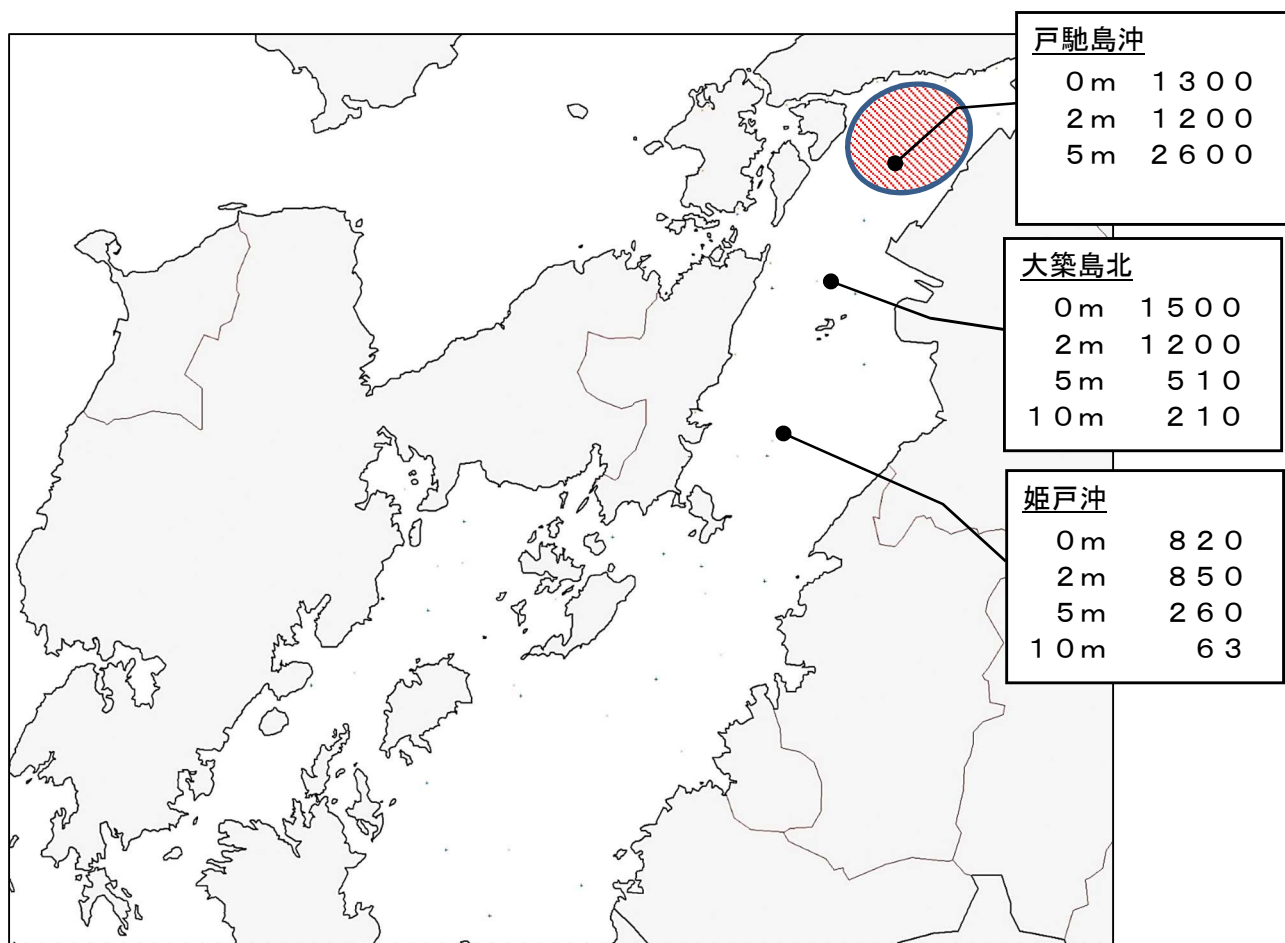 戸馳島沖
０ｍ　１３００
２ｍ　１２００
５ｍ　２６００
大築島北
０ｍ　１５００
２ｍ　１２００
５ｍ　５１０
１０ｍ　２１０
姫戸沖
０ｍ　８２０
２ｍ　８５０
５ｍ　２６０
１０ｍ　６３